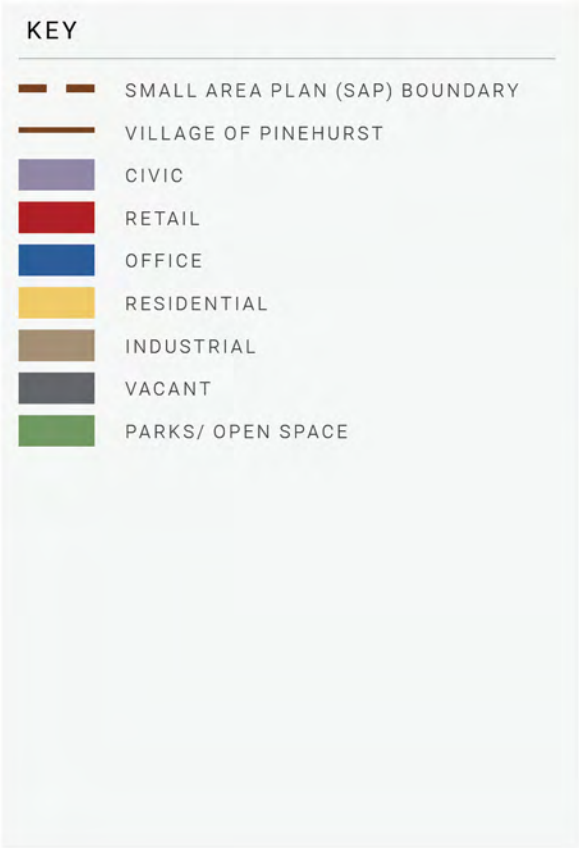 KEY
SMALL AREA PLAN (SAP) BOUNDARY
VILLAGE OF PINEHURST
CIVIC
RETAIL
OFFICE
RESIDENTIAL
INDUSTRIAL
VACANT
PARKS/ OPEN SPACE